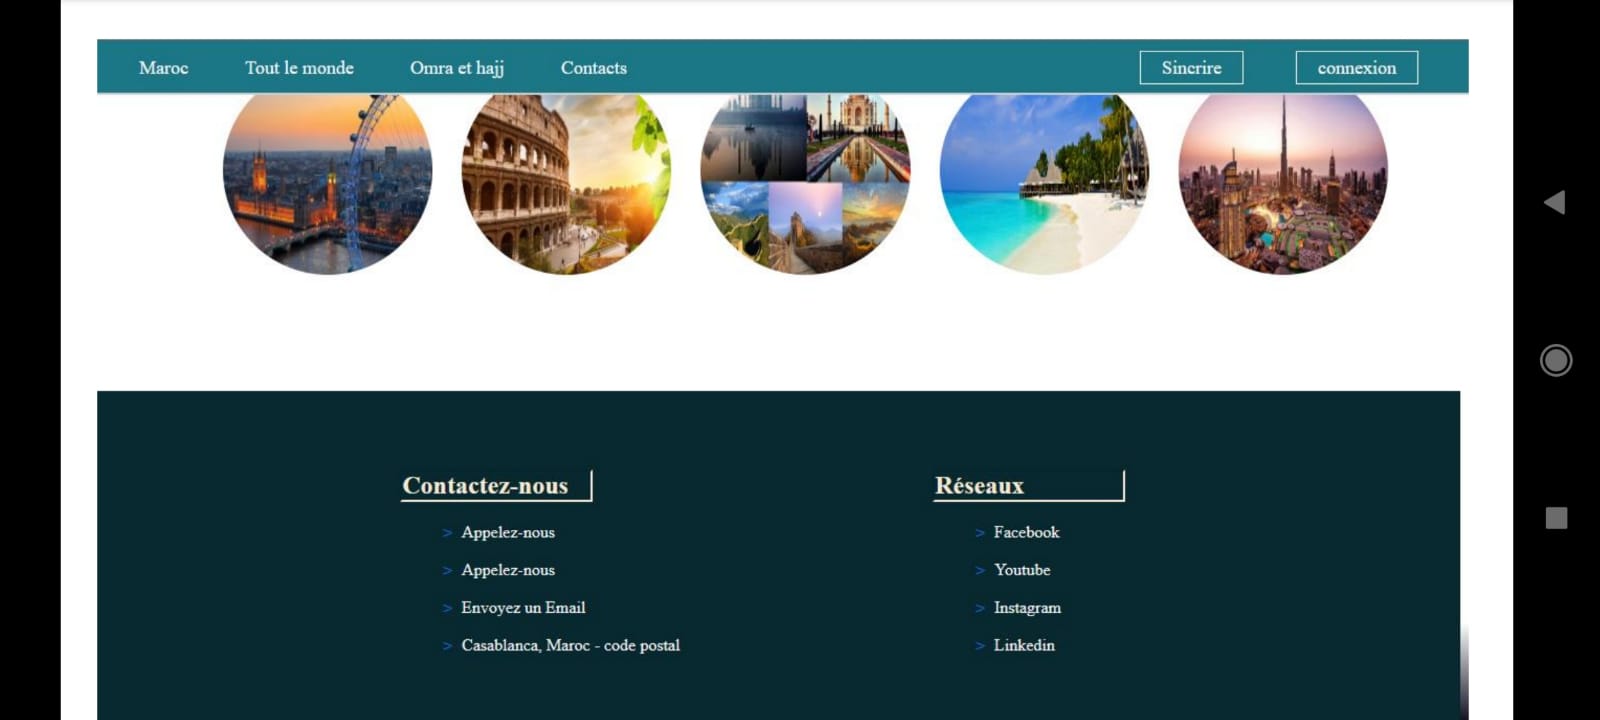 Maroc Tout le monde Omra et hajj Contacts Sincrire connexion
Contactez-nous
> Appelez-nous
> Appelez-nous
> Envoyez un Email
> Casablanca, Maroc - code postal
Réseaux
> Facebook
> Youtube
> Instagram
> Linkedin